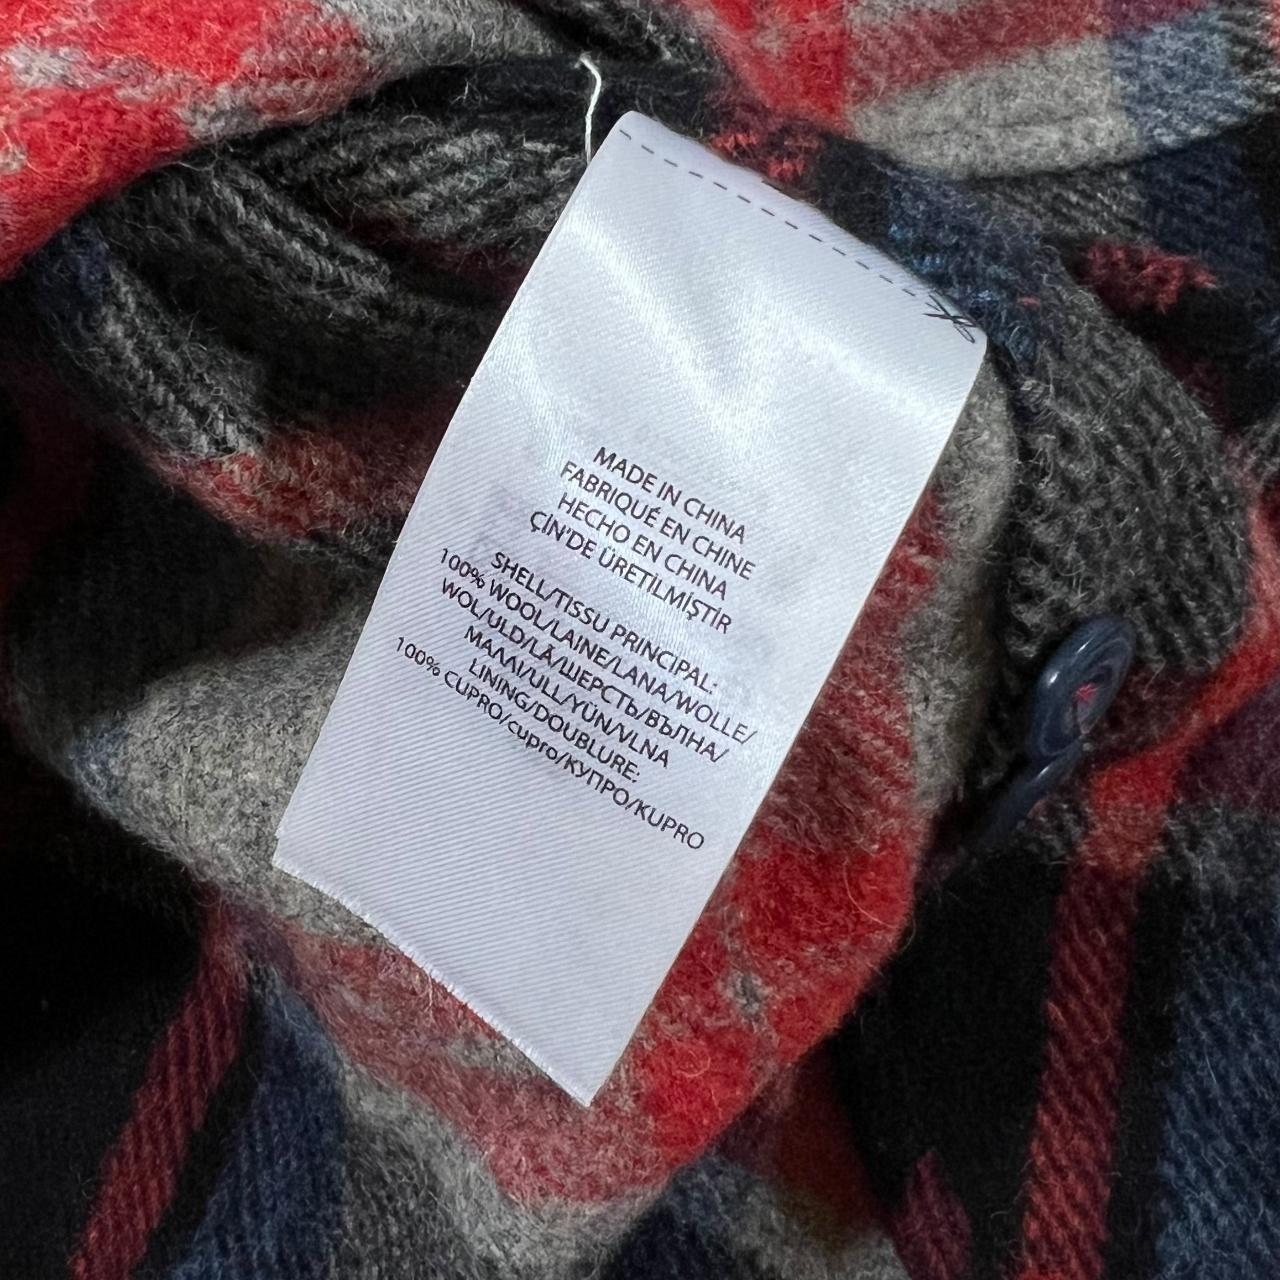 MADE IN CHINA
FABRIQUÉ EN CHINE
HECHO EN CHINA
ÇİN'DE ÜRETİLMİŞTİR
SHELL/TISSU PRINCIPAL:
100% WOOL/LAINE/LANA/WOLLE/
WOL/ULD/LÃ/ШЕРСТЬ/ВЪЛНА/
ΜΑΛΛΙ/ULL/YÜN/VLNA
LINING/DOUBLURE:
100% CUPRO/cupro/КУПРО/KUPRO